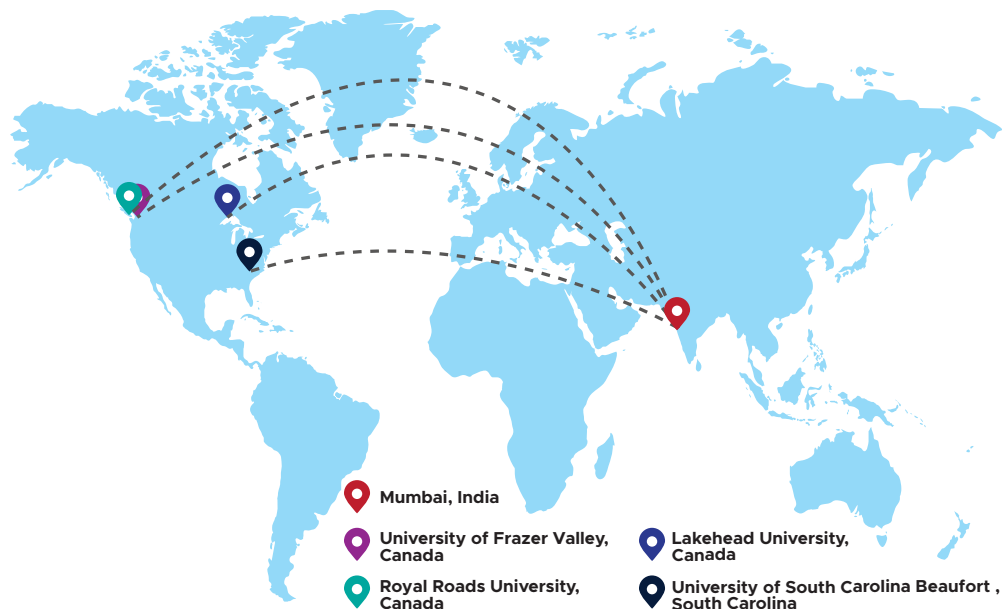 Mumbai, India
University of Frazer Valley,
Canada
Lakehead University,
Canada
Royal Roads University,
Canada
University of South Carolina Beaufort ,
South Carolina